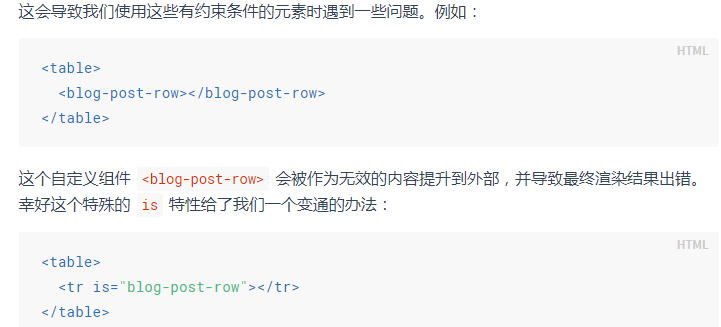 这会导致我们使用这些有约束条件的元素时遇到一些问题。例如：
HTML
<table>
  <blog-post-row></blog-post-row>
</table>
这个自定义组件 <blog-post-row> 会被作为无效的内容提升到外部，并导致最终渲染结果出错。
幸好这个特殊的 is 特性给了我们一个变通的办法：
HTML
<table>
  <tr is="blog-post-row"></tr>
</table>